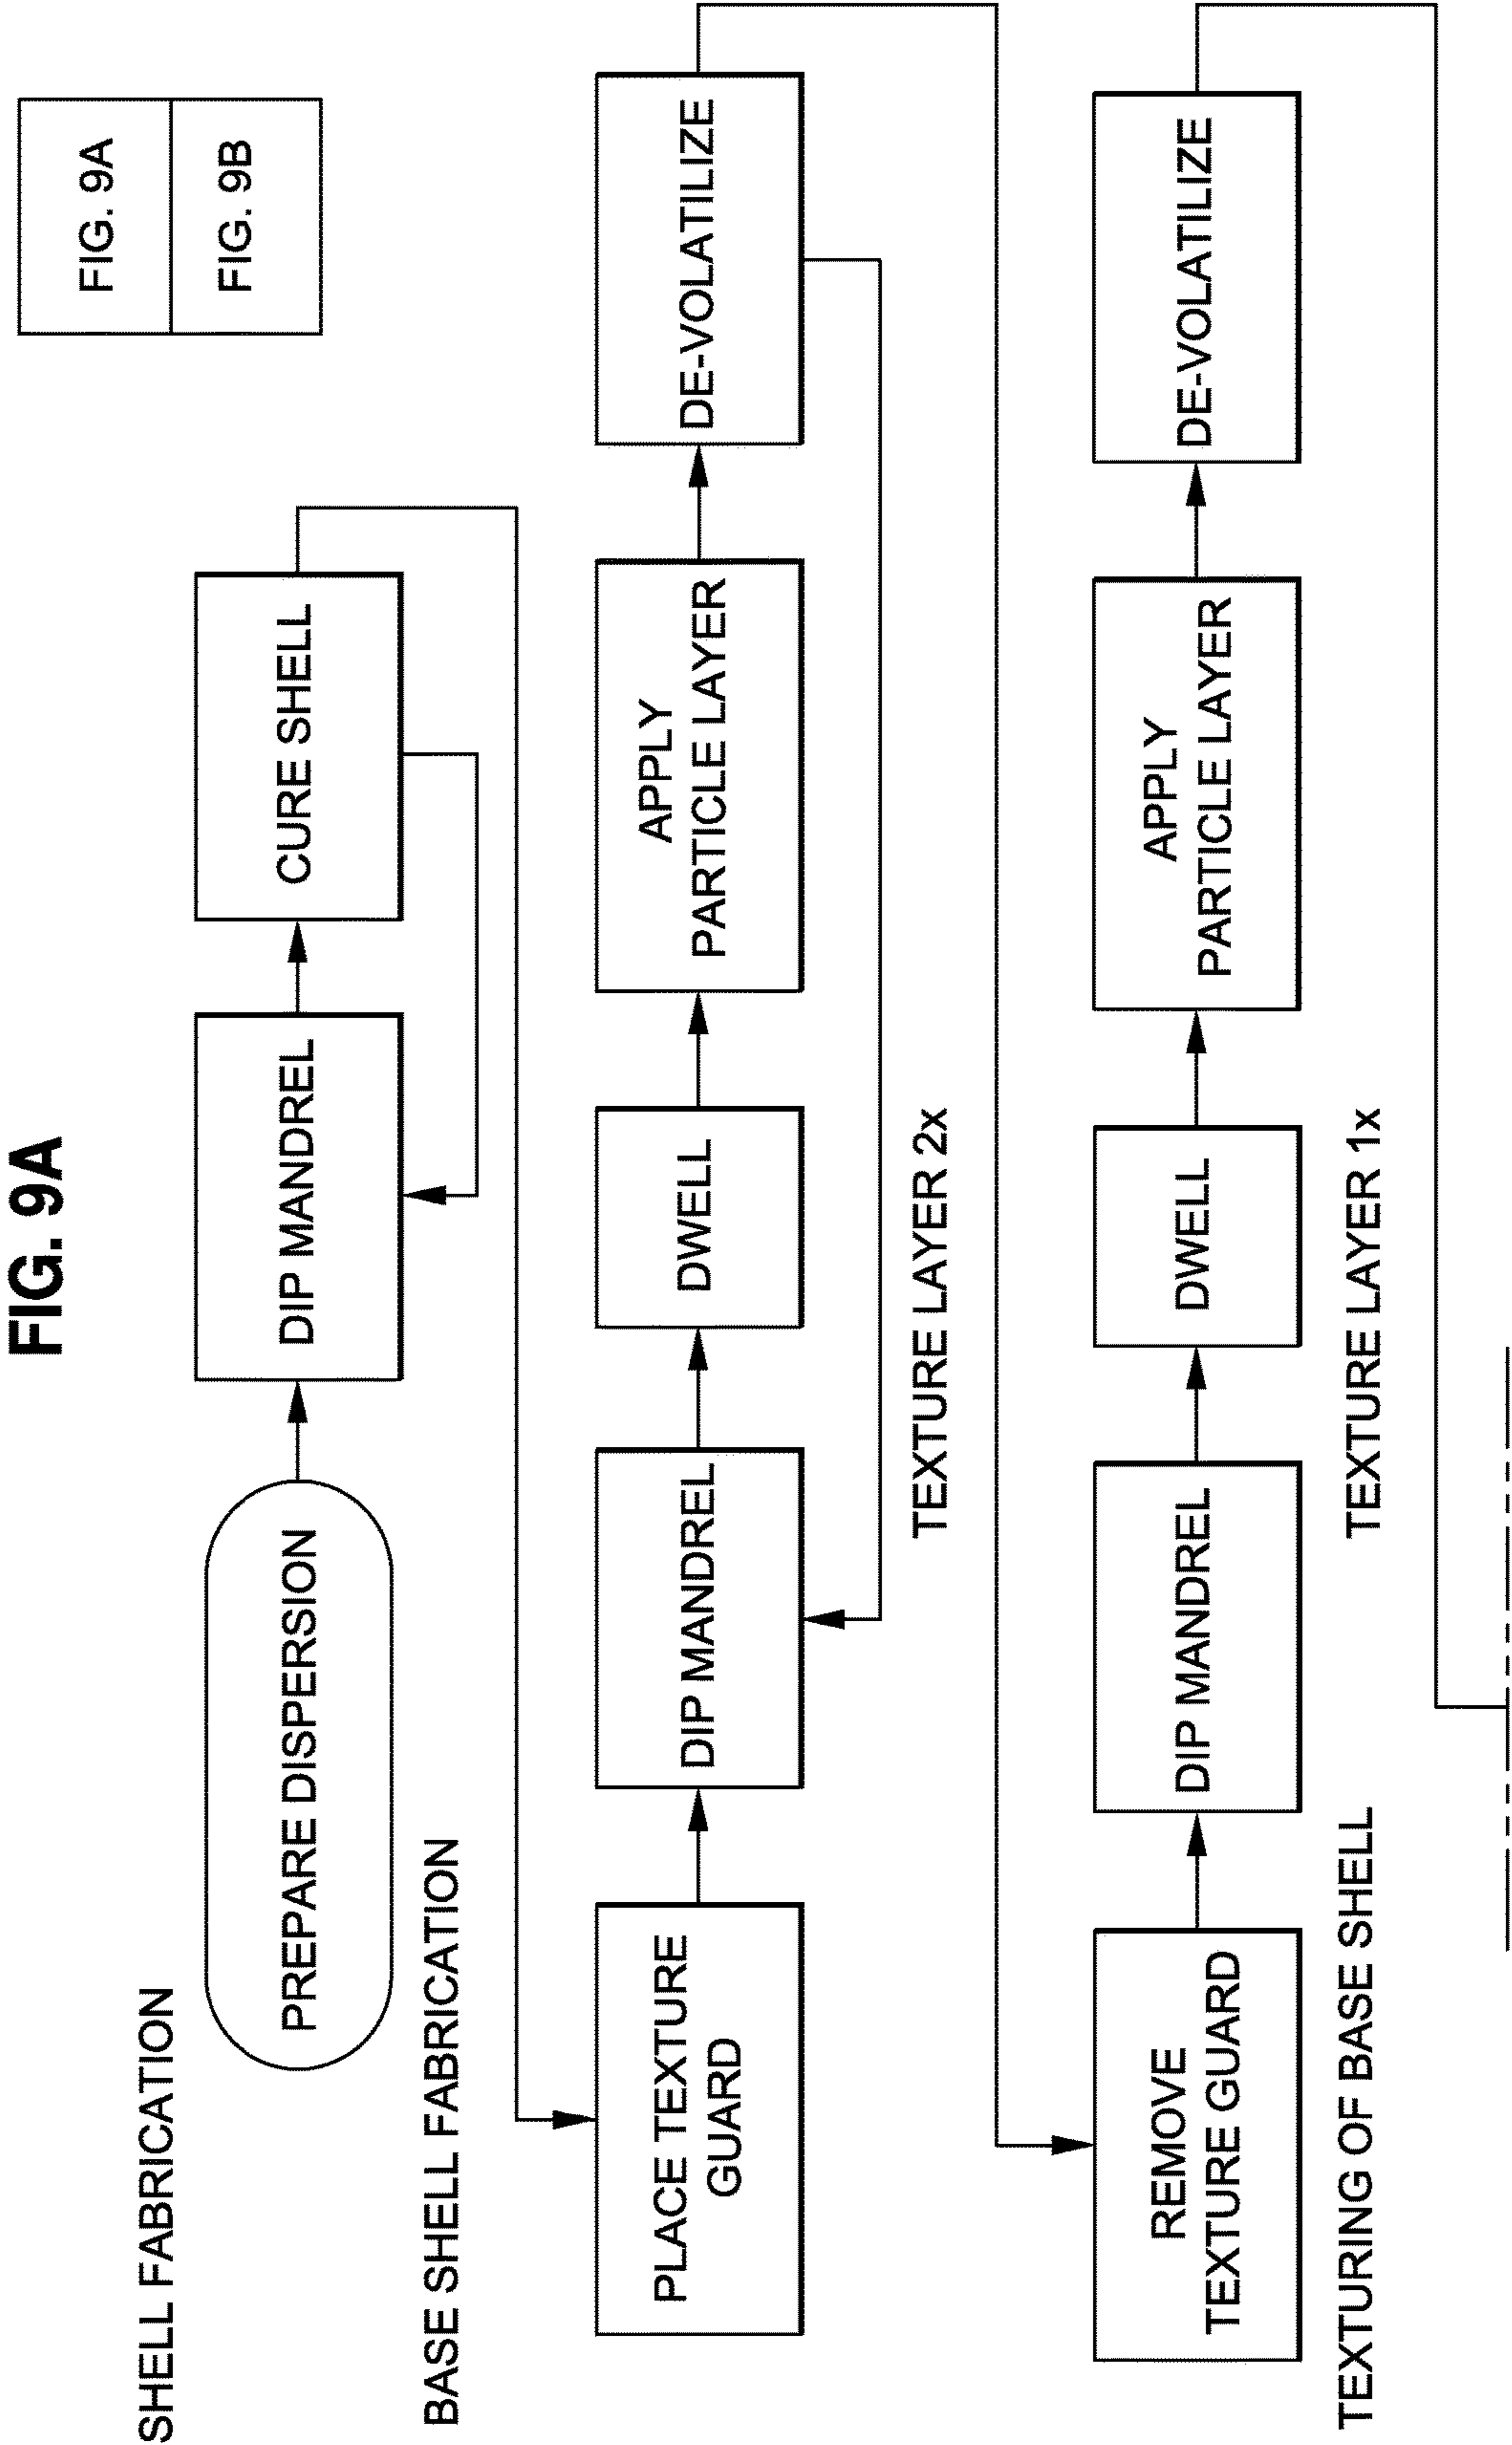 FIG. 9A
FIG. 9A
FIG. 9B
SHELL FABRICATION
PREPARE DISPERSION
DIP MANDREL
CURE SHELL
BASE SHELL FABRICATION
PLACE TEXTURE
GUARD
DIP MANDREL
DWELL
APPLY
PARTICLE LAYER
DE-VOLATILIZE
TEXTURE LAYER 2x
REMOVE
TEXTURE GUARD
DIP MANDREL
DWELL
APPLY
PARTICLE LAYER
DE-VOLATILIZE
TEXTURING OF BASE SHELL
TEXTURE LAYER 1x